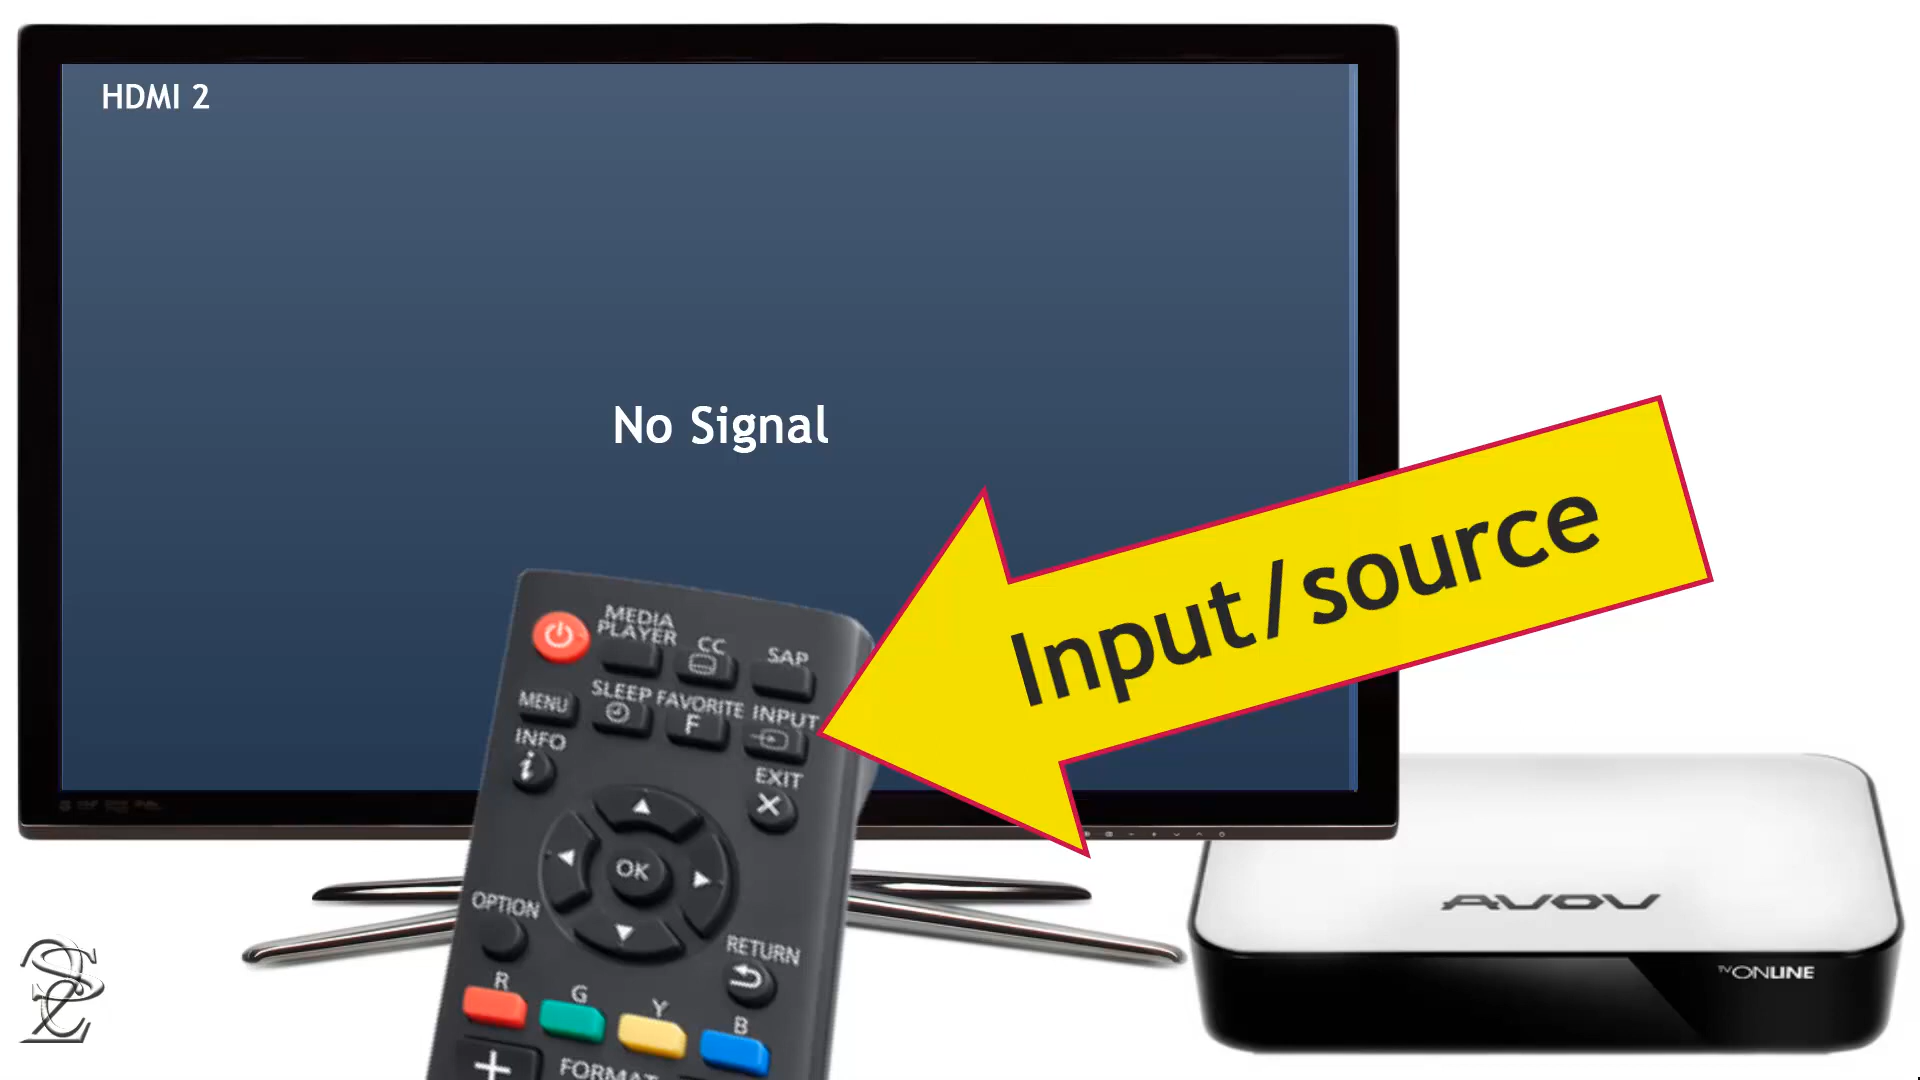 HDMI 2
No Signal
Input/source
MEDIA
PLAYER
CC
SAP
MENU
SLEEP
FAVORITE
F
INPUT
INFO
i
EXIT
OK
OPTION
RETURN
R
G
Y
B
+
FORMAT
AVOV
TVONLINE